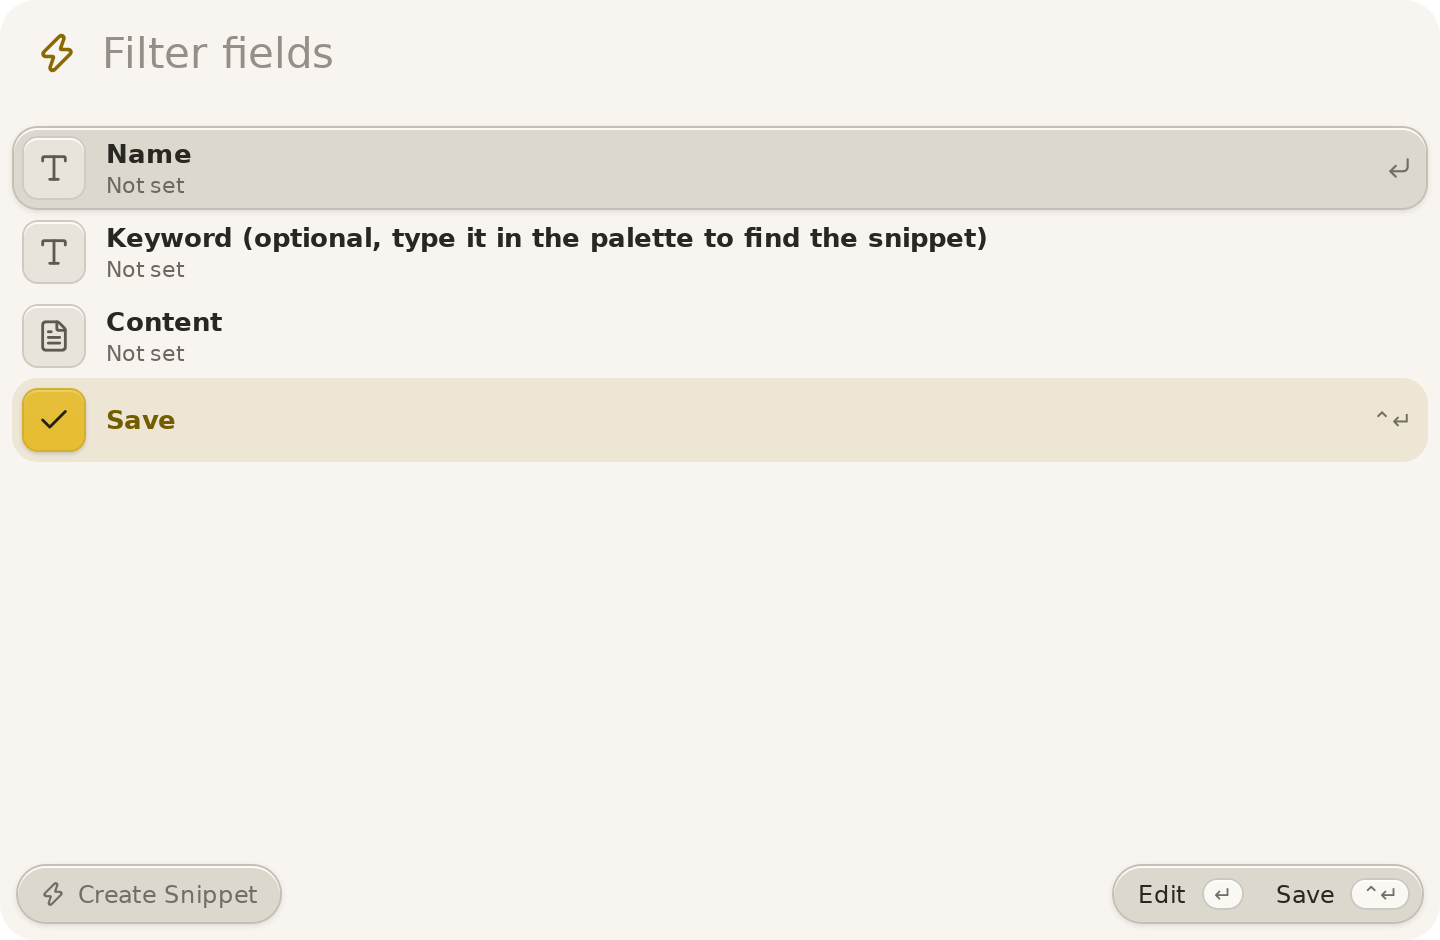 Filter fields
Name
Not set
Keyword (optional, type it in the palette to find the snippet)
Not set
Content
Not set
Save
Create Snippet
Edit
Save